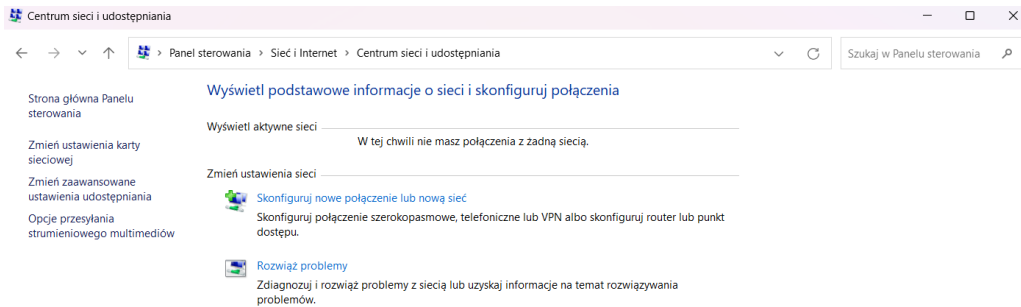 Centrum sieci i udostępniania
Panel sterowania > Sieć i Internet > Centrum sieci i udostępniania
Szukaj w Panelu sterowania
Strona główna Panelu
sterowania
Zmień ustawienia karty
sieciowej
Zmień zaawansowane
ustawienia udostępniania
Opcje przesyłania
strumieniowego multimediów
Wyświetl podstawowe informacje o sieci i skonfiguruj połączenia
Wyświetl aktywne sieci
W tej chwili nie masz połączenia z żadną siecią.
Zmień ustawienia sieci
Skonfiguruj nowe połączenie lub nową sieć
Skonfiguruj połączenie szerokopasmowe, telefoniczne lub VPN albo skonfiguruj router lub punkt
dostępu.
Rozwiąż problemy
Zdiagnozuj i rozwiąż problemy z siecią lub uzyskaj informacje na temat rozwiązywania
problemów.